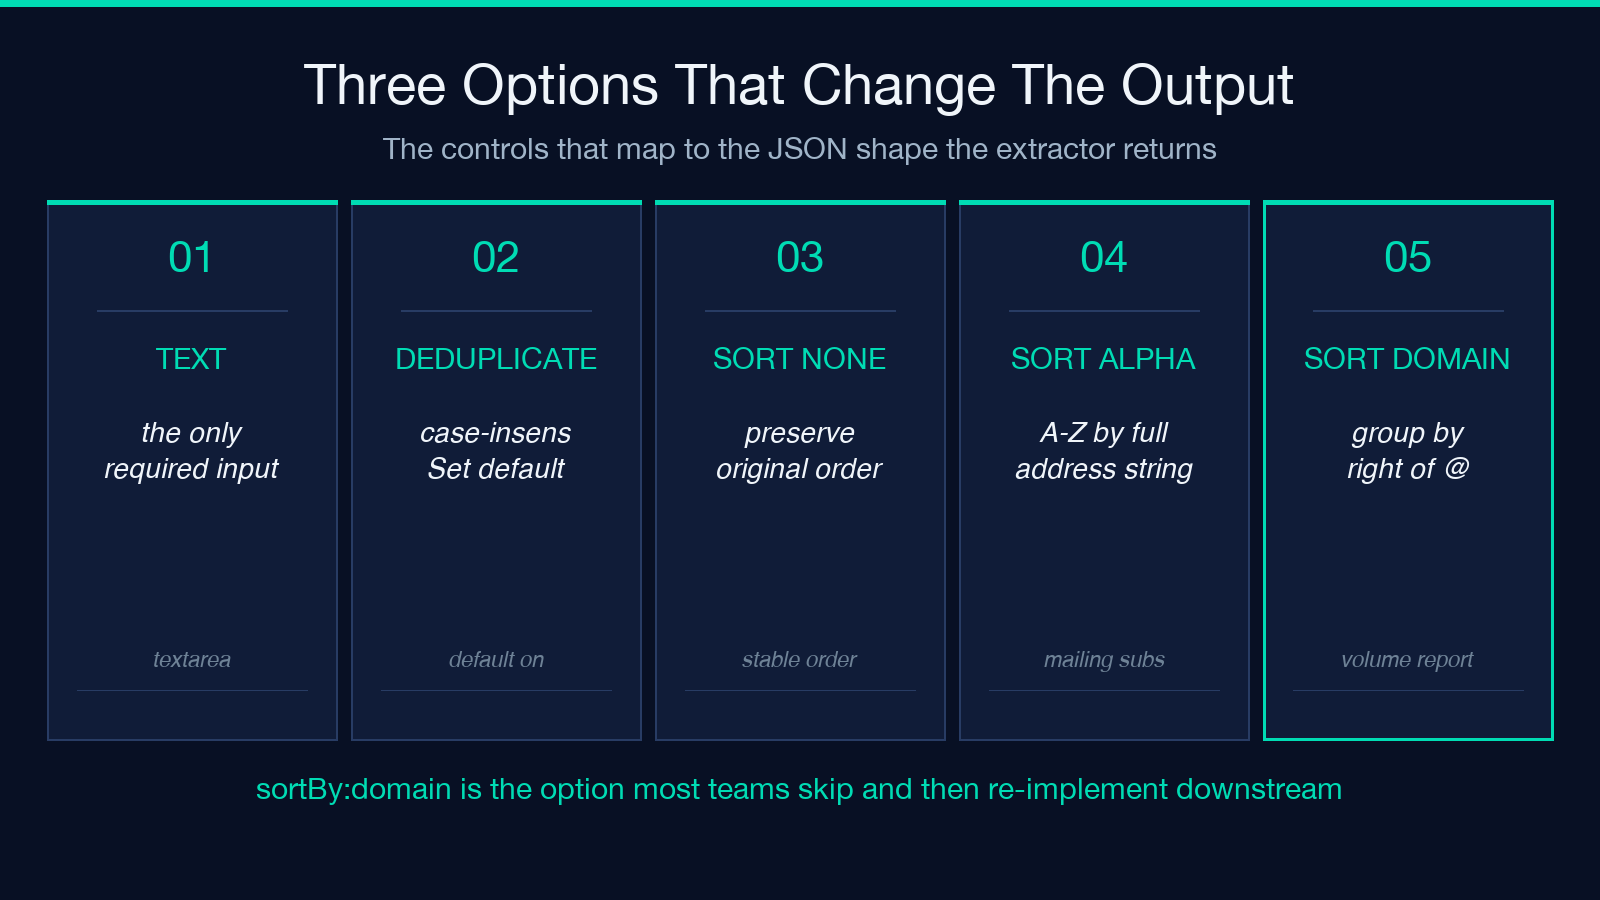 Three Options That Change The Output
The controls that map to the JSON shape the extractor returns
01
TEXT
the only
required input
textarea
02
DEDUPLICATE
case-insens
Set default
default on
03
SORT NONE
preserve
original order
stable order
04
SORT ALPHA
A-Z by full
address string
mailing subs
05
SORT DOMAIN
group by
right of @
volume report
sortBy:domain is the option most teams skip and then re-implement downstream